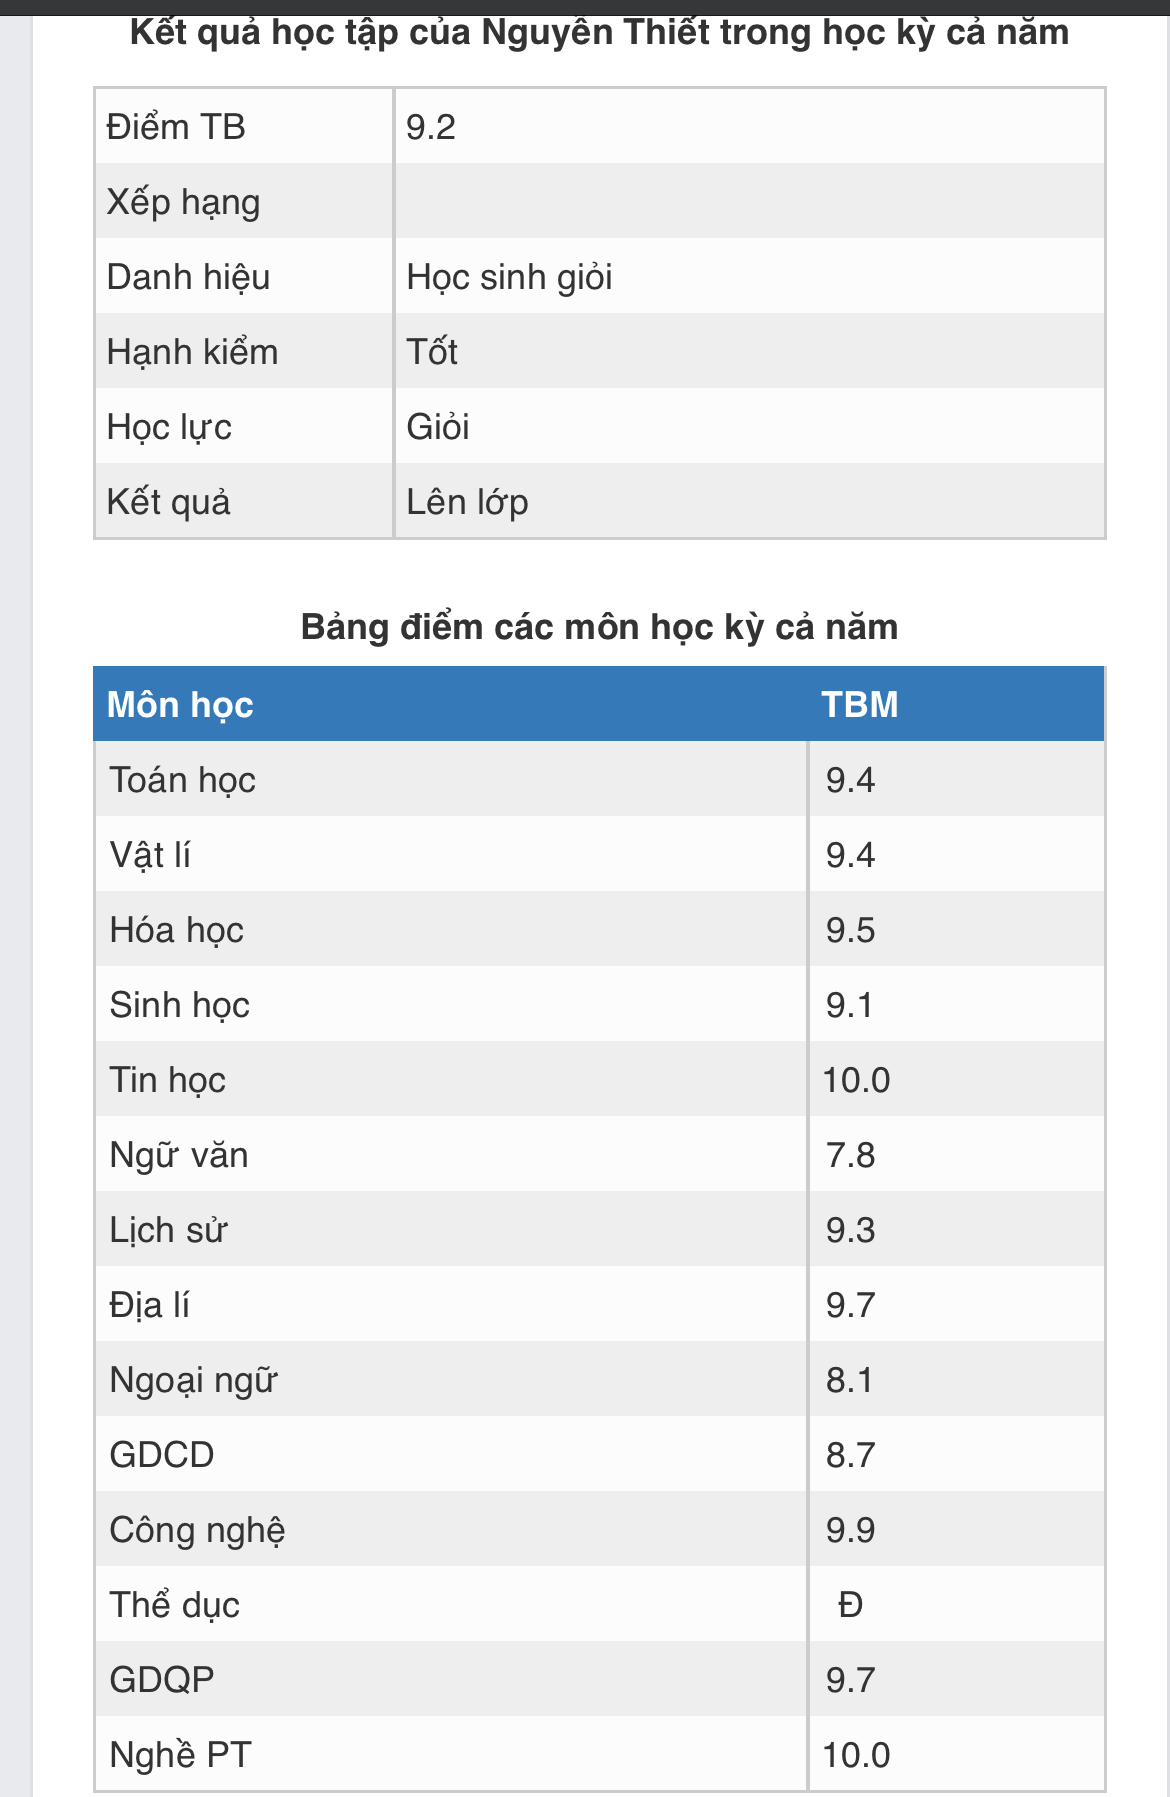 Kết quả học tập của Nguyễn Thiết trong học kỳ cả năm
Điểm TB 9.2
Xếp hạng
Danh hiệu Học sinh giỏi
Hạnh kiểm Tốt
Học lực Giỏi
Kết quả Lên lớp
Bảng điểm các môn học kỳ cả năm
Môn học TBM
Toán học 9.4
Vật lí 9.4
Hóa học 9.5
Sinh học 9.1
Tin học 10.0
Ngữ văn 7.8
Lịch sử 9.3
Địa lí 9.7
Ngoại ngữ 8.1
GDCD 8.7
Công nghệ 9.9
Thể dục Đ
GDQP 9.7
Nghề PT 10.0